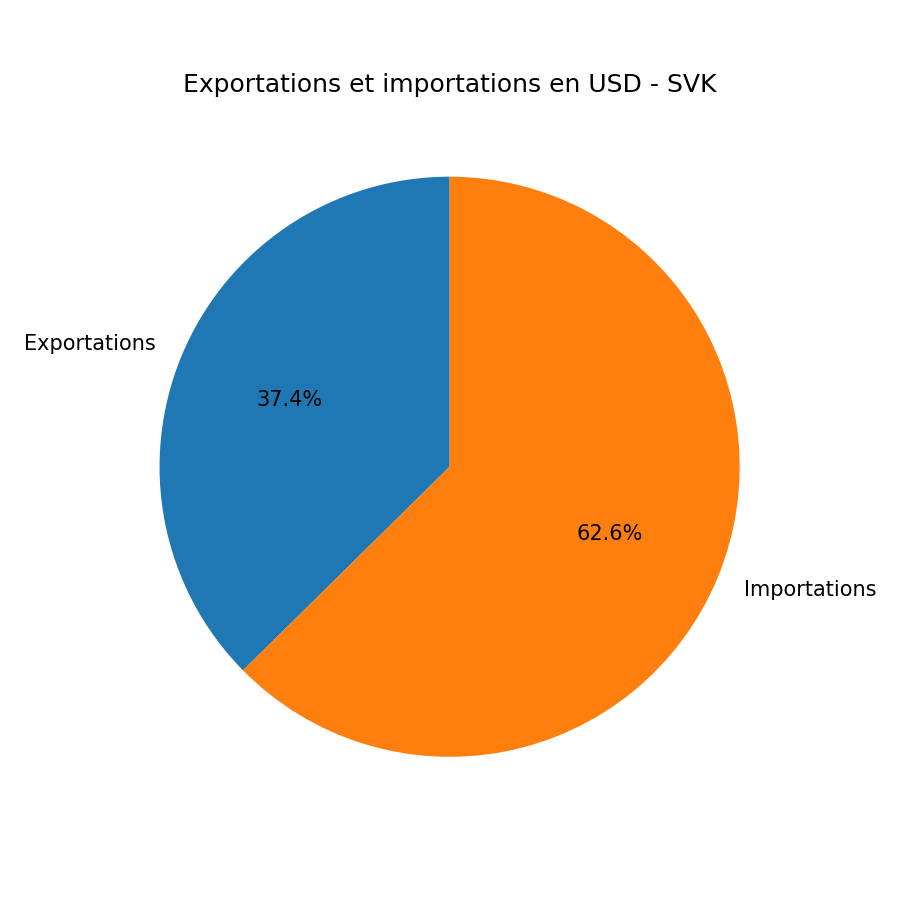 Exportations et importations en USD - SVK
Exportations
37.4%
62.6%
Importations